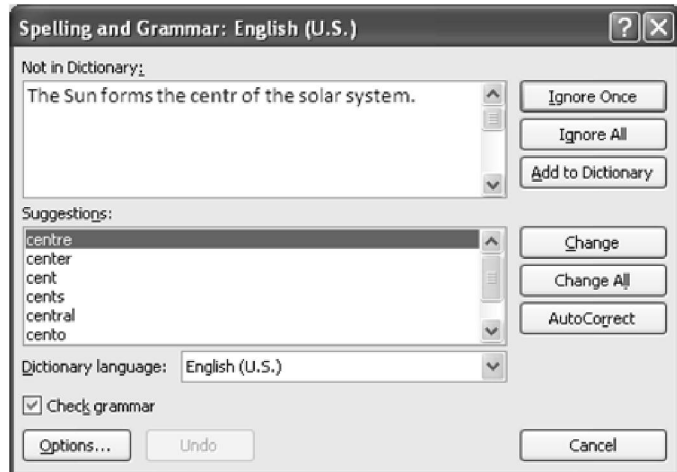 Spelling and Grammar: English (U.S.)
Not in Dictionary:
The Sun forms the centr of the solar system.
Ignore Once
Ignore All
Add to Dictionary
Suggestions:
centre
center
cent
cents
central
cento
Change
Change All
AutoCorrect
Dictionary language: English (U.S.)
Check grammar
Options... Undo Cancel